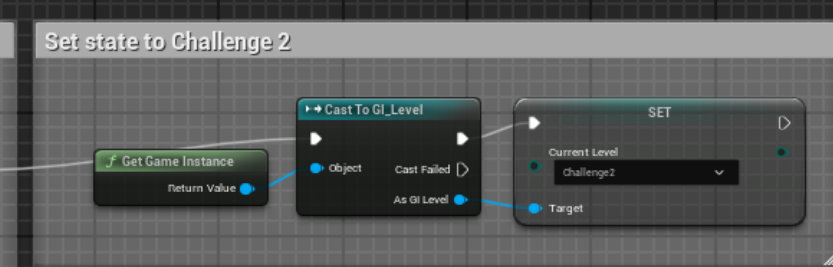 Set state to Challenge 2
Cast To GI_Level
SET
f Get Game Instance
Return Value
Object
Cast Failed
As GI Level
Current Level
Challenge2
Target